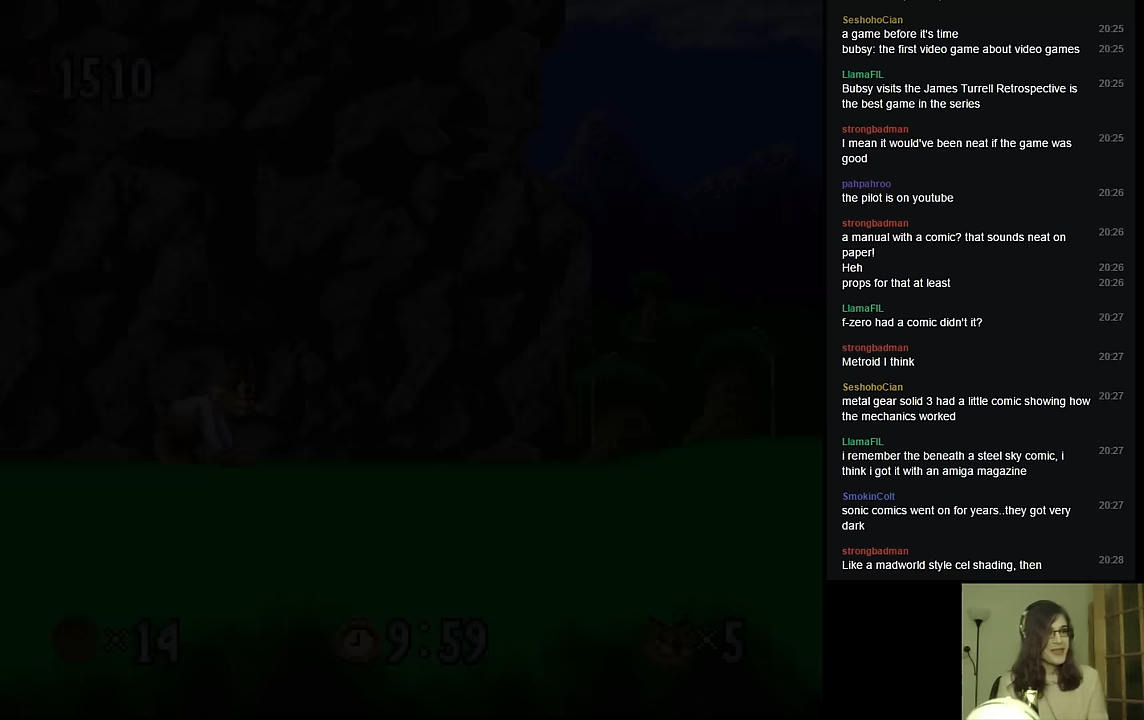 1510
×14
9:59
×5
SeshohoCian
a game before it's time 20:25
bubsy: the first video game about video games 20:25
LlamaFIL
Bubsy visits the James Turrell Retrospective is 20:25
the best game in the series
strongbadman
I mean it would've been neat if the game was 20:25
good
pahpahroo
the pilot is on youtube 20:26
strongbadman
a manual with a comic? that sounds neat on 20:26
paper!
Heh 20:26
props for that at least 20:26
LlamaFIL
f-zero had a comic didn't it? 20:27
strongbadman
Metroid I think 20:27
SeshohoCian
metal gear solid 3 had a little comic showing how 20:27
the mechanics worked
LlamaFIL
i remember the beneath a steel sky comic, i 20:27
think i got it with an amiga magazine
SmokinColt
sonic comics went on for years..they got very 20:27
dark
strongbadman
Like a madworld style cel shading, then 20:28